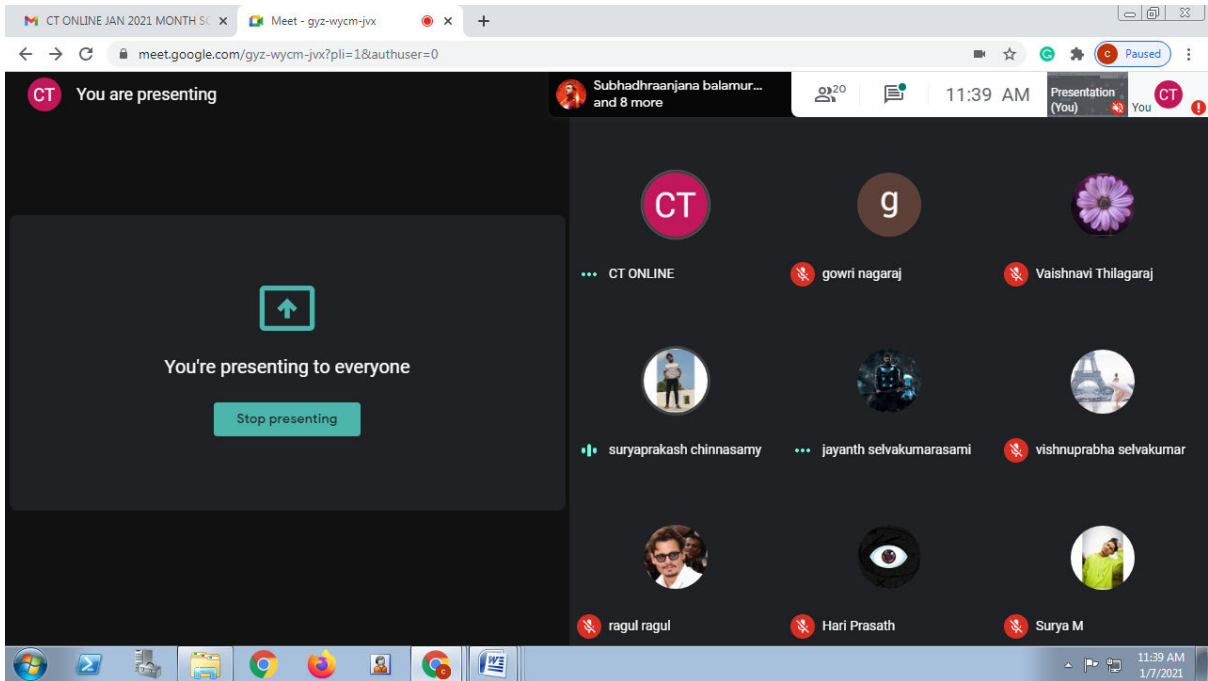 CT ONLINE JAN 2021 MONTH SC
Meet - gyz-wycm-jvx
meet.google.com/gyz-wycm-jvx?pli=1&authuser=0
c Paused
CT You are presenting
Subhadhraanjana balamur...
and 8 more
20
11:39 AM
Presentation
(You)
You
CT
CT
g
CT ONLINE
gowri nagaraj
Vaishnavi Thilagaraj
You're presenting to everyone
Stop presenting
suryaprakash chinnasamy
jayanth selvakumarasami
vishnuprabha selvakumar
ragul ragul
Hari Prasath
Surya M
11:39 AM
1/7/2021